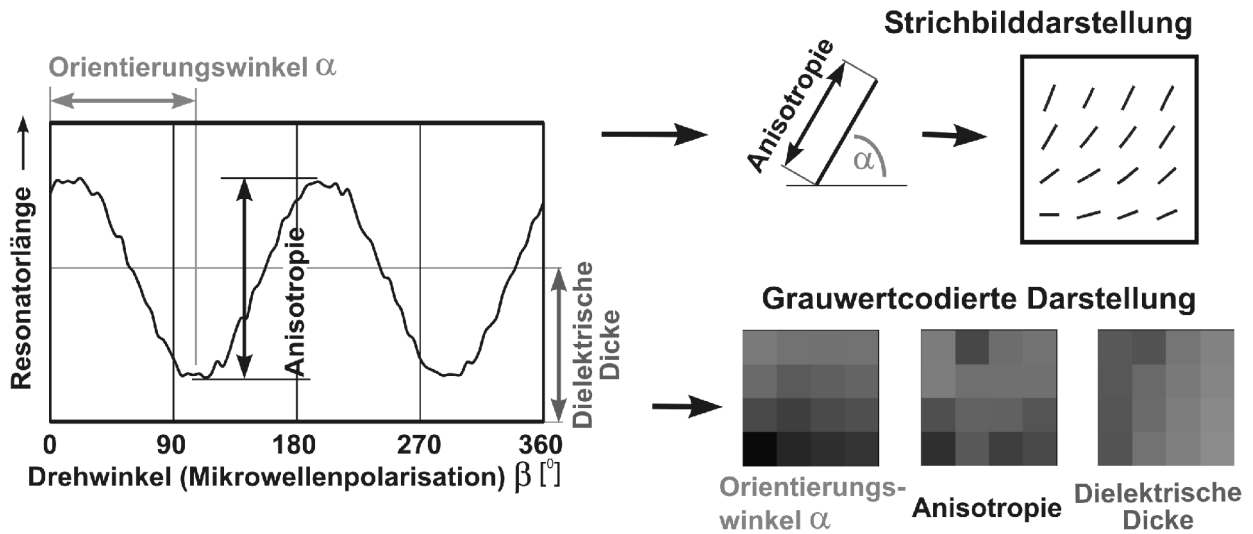 Strichbilddarstellung
Orientierungswinkel α
Anisotropie
α
Resonatorlänge
Anisotropie
Dielektrische
Dicke
0 90 180 270 360
Drehwinkel (Mikrowellenpolarisation) β [°]
Grauwertcodierte Darstellung
Orientierungs-
winkel α
Anisotropie
Dielektrische
Dicke